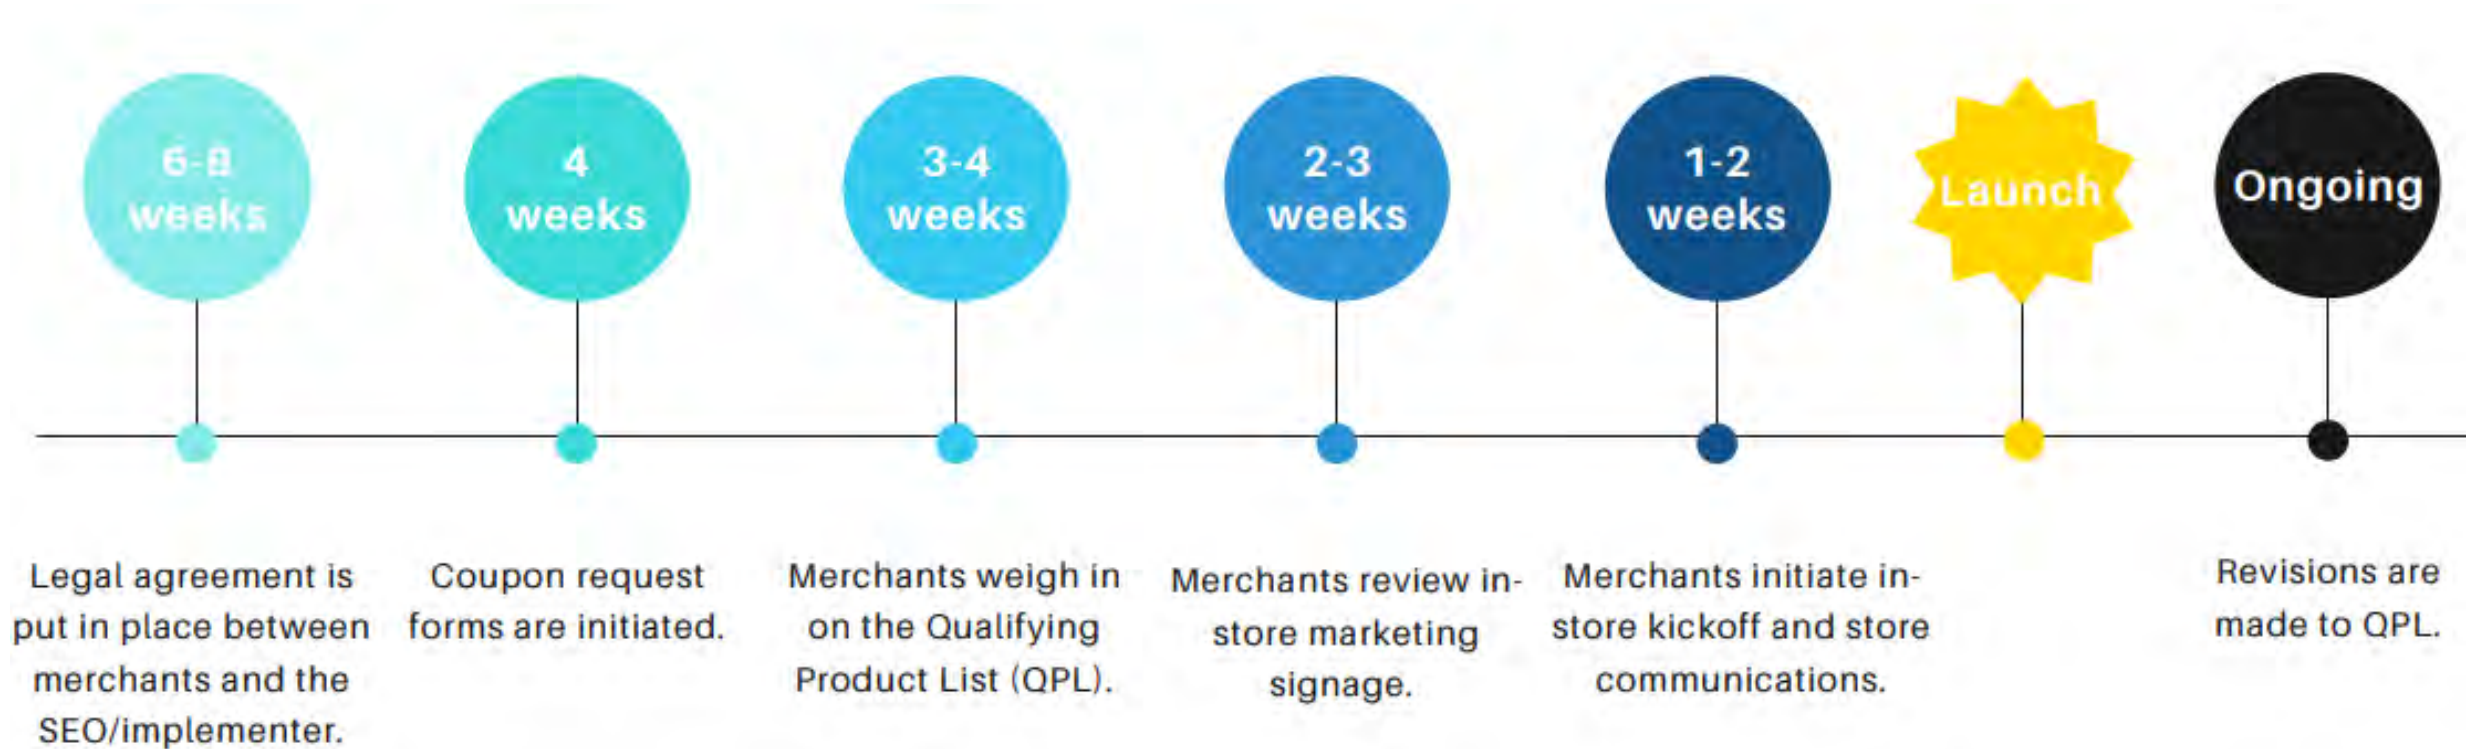 6-8
weeks
4
weeks
3-4
weeks
2-3
weeks
1-2
weeks
Launch
Ongoing
Legal agreement is
put in place between
merchants and the
SEO/implementer.
Coupon request
forms are initiated.
Merchants weigh in
on the Qualifying
Product List (QPL).
Merchants review in-
store marketing
signage.
Merchants initiate in-
store kickoff and store
communications.
Revisions are
made to QPL.